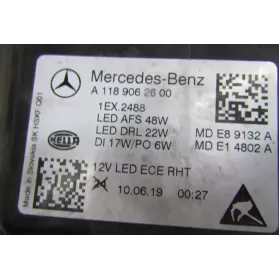 Mercedes-Benz
A 118 906 26 00
1EX.2488
LED AFS 48W
LED DRL 22W
DI 17W/PO 6W
MD E8 9132 A
MD E1 4802 A
HELLA
12V LED ECE RHT
10.06.19 00:27
Made in Slovakia SK HSKF Q61